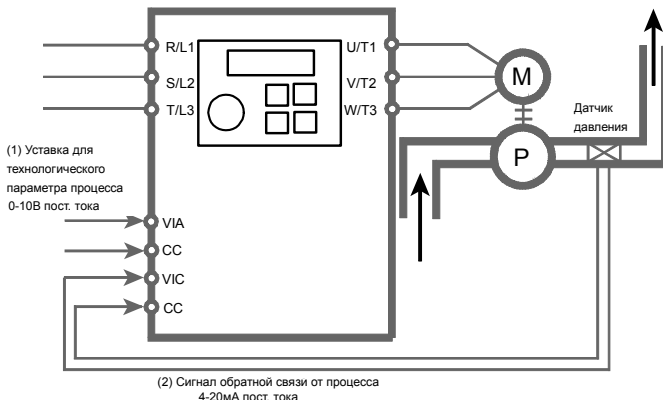 R/L1
U/T1
S/L2
V/T2
T/L3
W/T3
M
P
Датчик
давления
(1) Уставка для
технологического
параметра процесса
0-10В пост. тока
VIA
CC
VIC
CC
(2) Сигнал обратной связи от процесса
4-20мА пост. тока